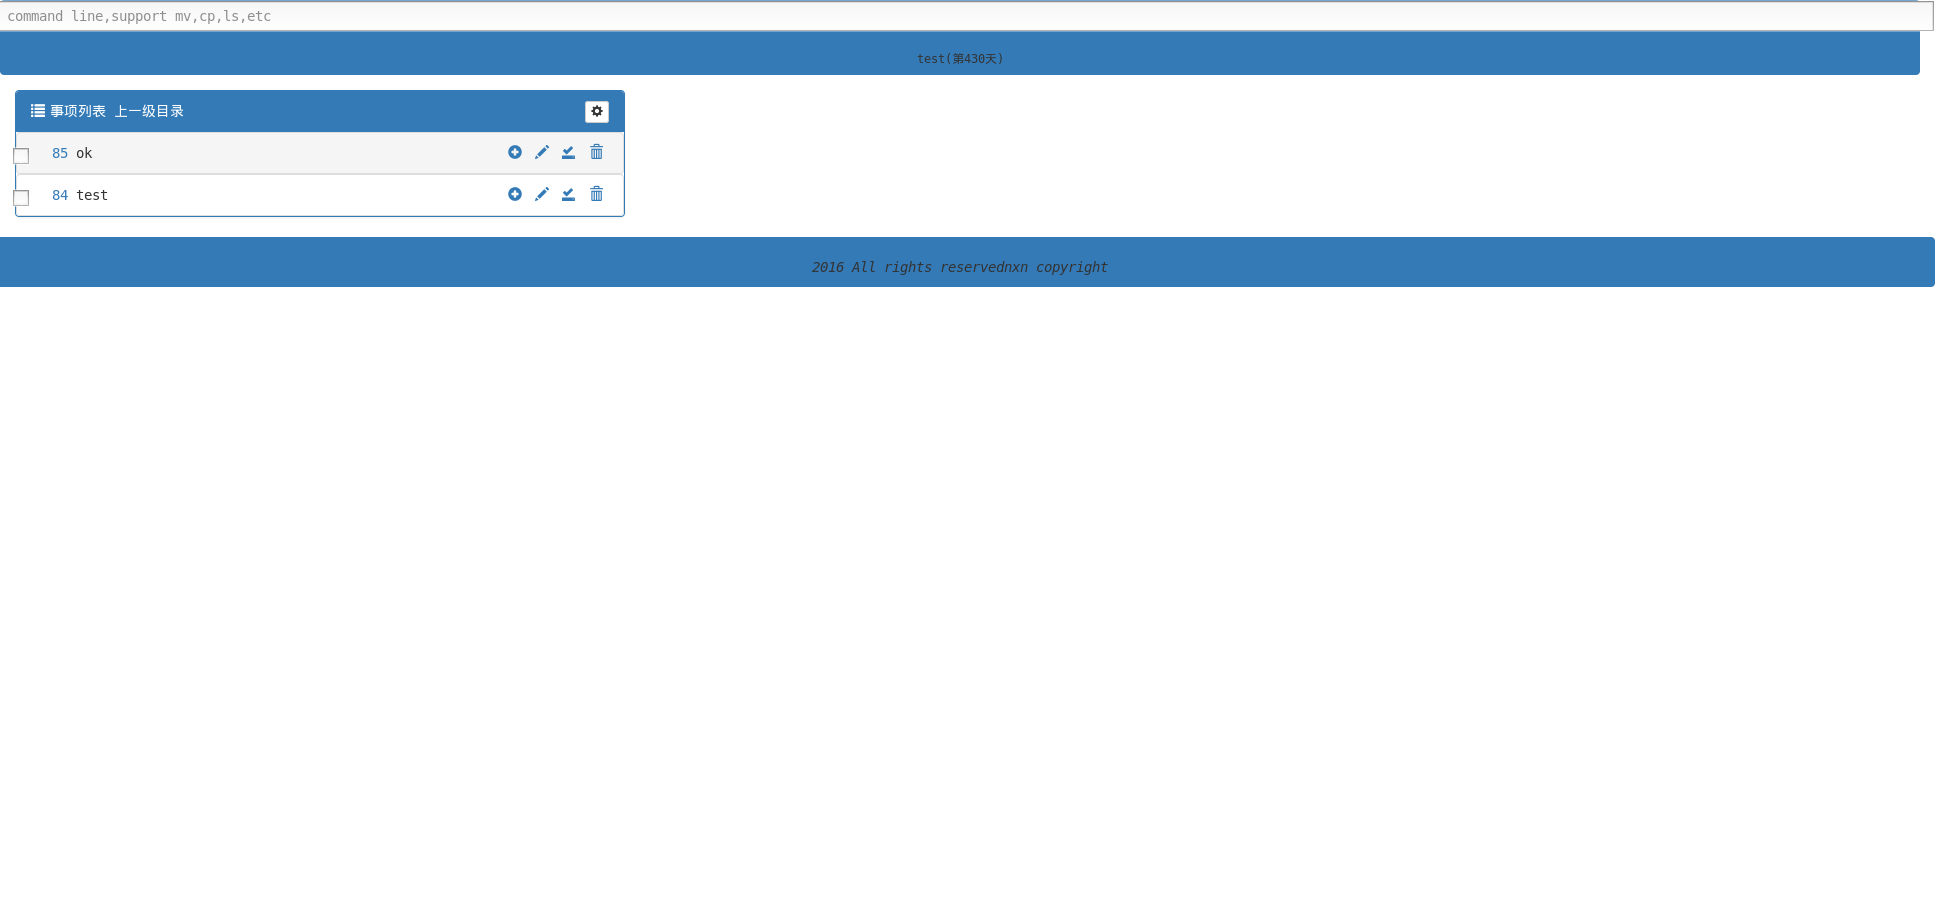 command line,support mv,cp,ls,etc
test(第430天)
事项列表 上一级目录
85 ok
84 test
2016 All rights reservednxn copyright